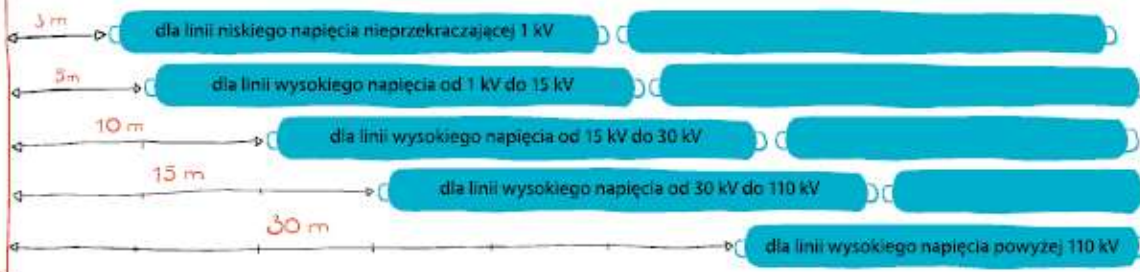 3 m
dla linii niskiego napięcia nieprzekraczającej 1 kV
5m
dla linii wysokiego napięcia od 1 kV do 15 kV
10 m
dla linii wysokiego napięcia od 15 kV do 30 kV
15 m
dla linii wysokiego napięcia od 30 kV do 110 kV
30 m
dla linii wysokiego napięcia powyżej 110 kV